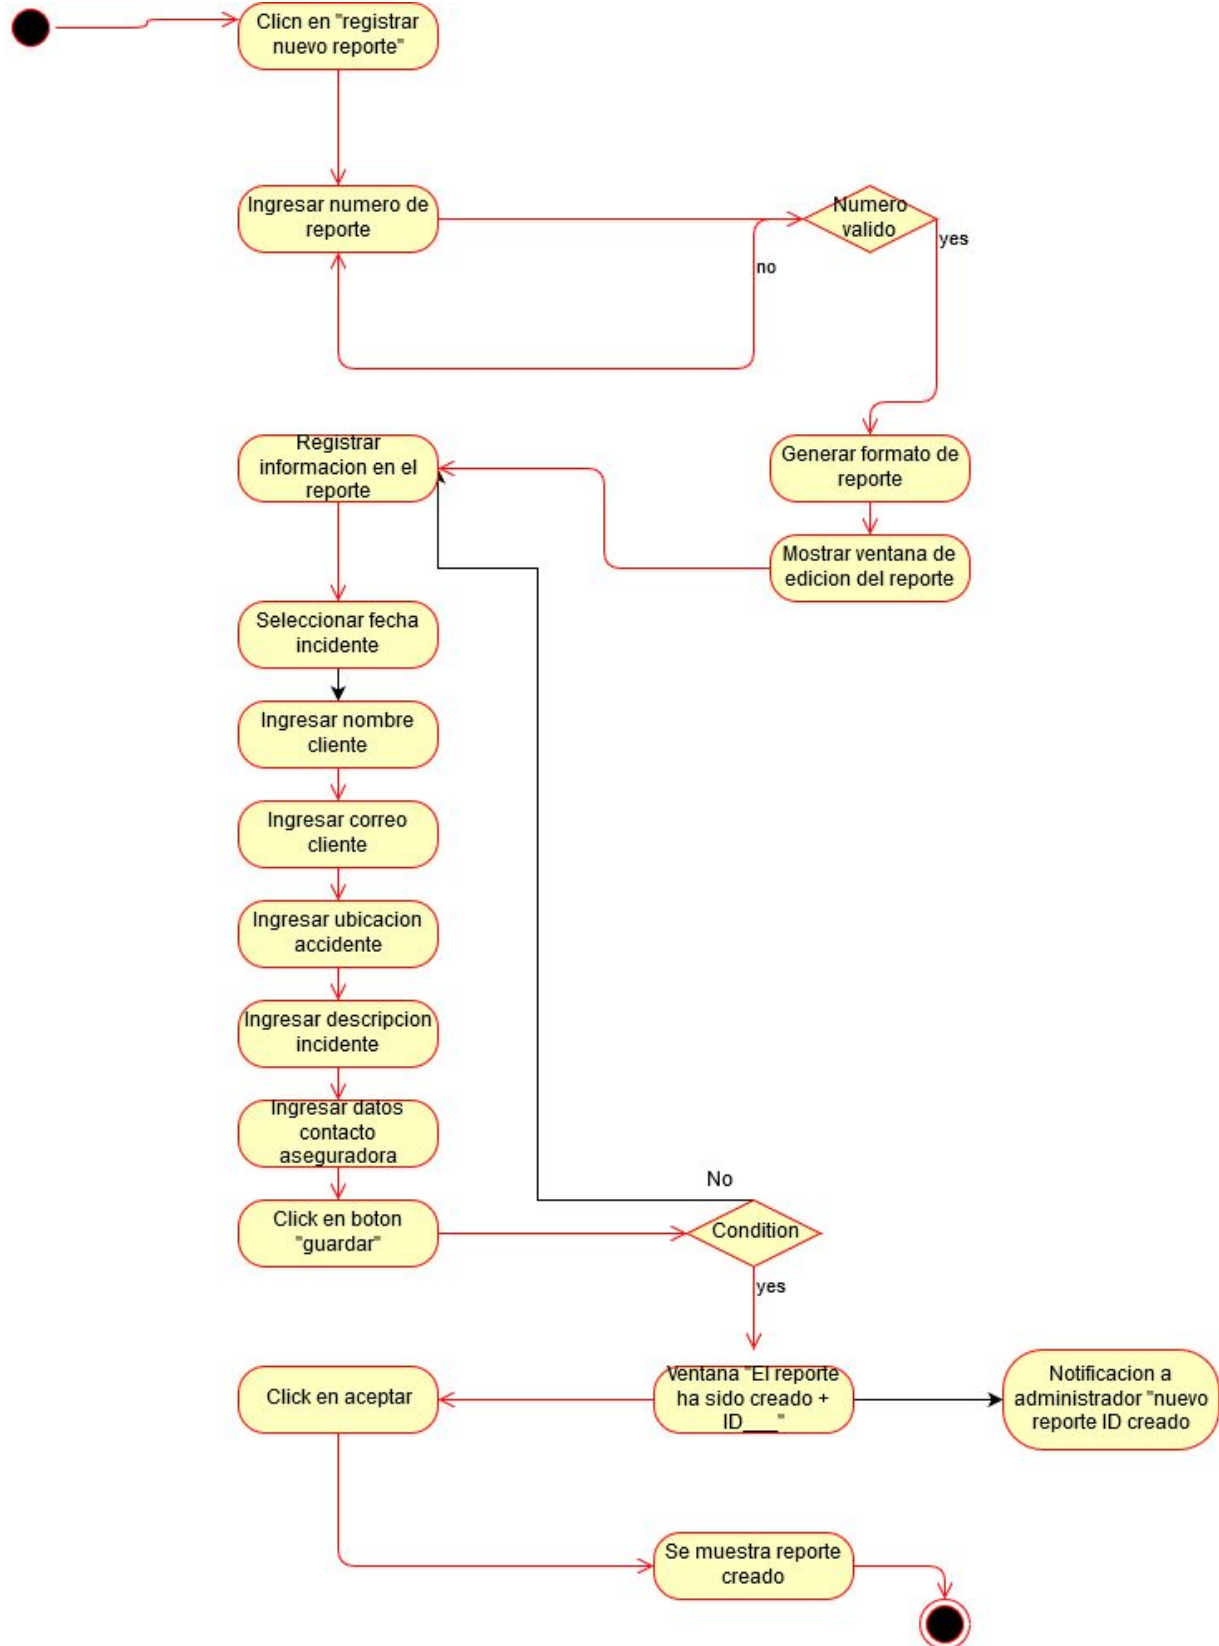 Clicn en "registrar
nuevo reporte"
Ingresar numero de
reporte
Numero
valido
yes
no
Registrar
informacion en el
reporte
Generar formato de
reporte
Mostrar ventana de
edicion del reporte
Seleccionar fecha
incidente
Ingresar nombre
cliente
Ingresar correo
cliente
Ingresar ubicacion
accidente
Ingresar descripcion
incidente
Ingresar datos
contacto
aseguradora
Click en boton
"guardar"
No
Condition
yes
Click en aceptar
Ventana "El reporte
ha sido creado +
ID___"
Notificacion a
administrador "nuevo
reporte ID creado
Se muestra reporte
creado